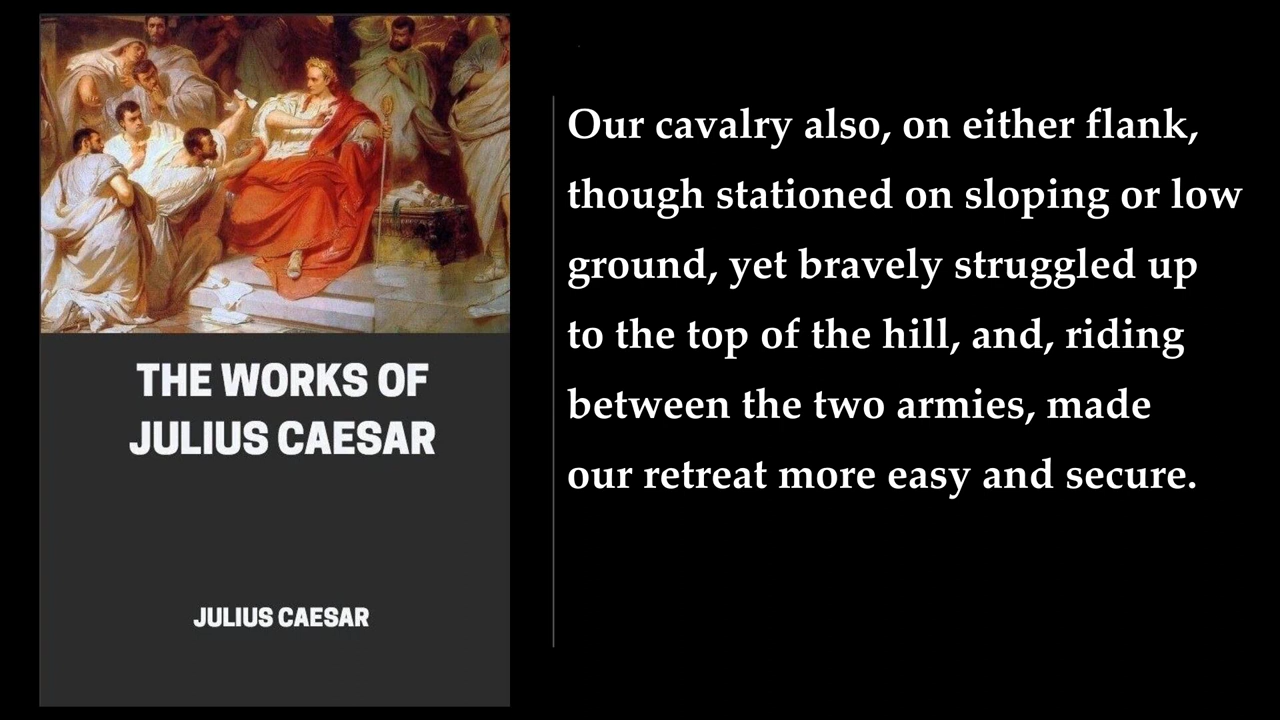 THE WORKS OF
JULIUS CAESAR
JULIUS CAESAR
Our cavalry also, on either flank,
though stationed on sloping or low
ground, yet bravely struggled up
to the top of the hill, and, riding
between the two armies, made
our retreat more easy and secure.